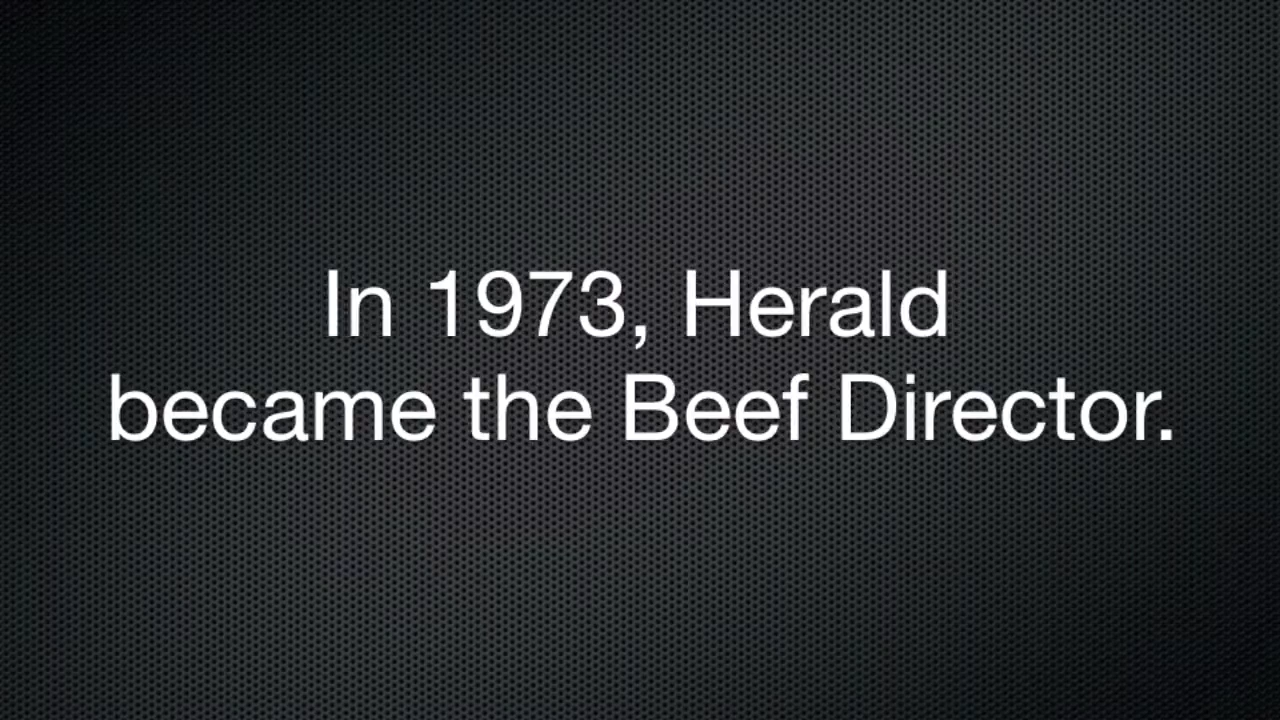 In 1973, Herald
became the Beef Director.